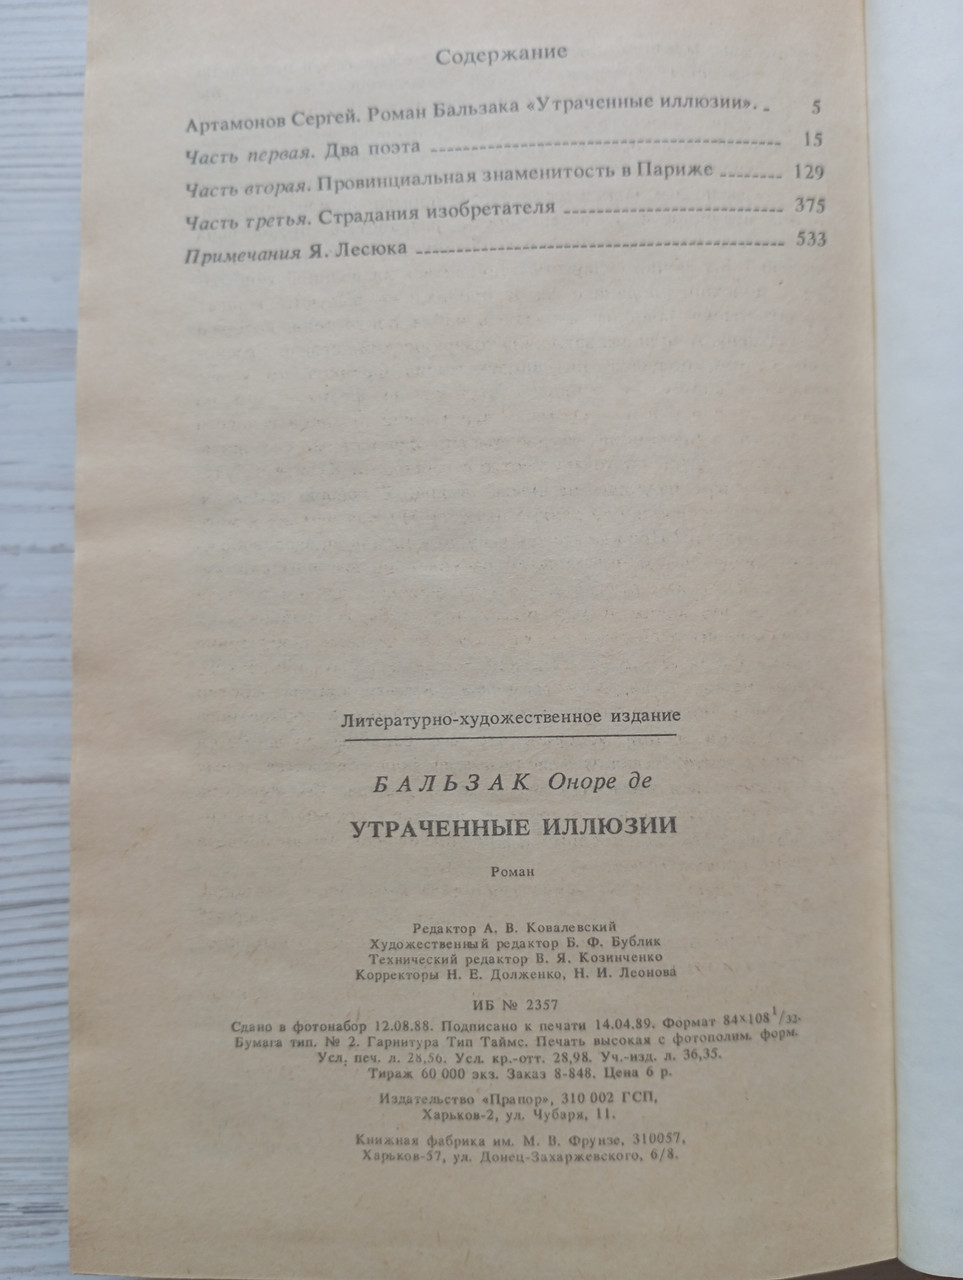 Содержание
Артамонов Сергей. Роман Бальзака «Утраченные иллюзии». 5
Часть первая. Два поэта 15
Часть вторая. Провинциальная знаменитость в Париже 129
Часть третья. Страдания изобретателя 375
Примечания Я. Лесюка 533
Литературно-художественное издание
БАЛЬЗАК Оноре де
УТРАЧЕННЫЕ ИЛЛЮЗИИ
Роман
Редактор А. В. Ковалевский
Художественный редактор Б. Ф. Бублик
Технический редактор В. Я. Козинченко
Корректоры Н. Е. Долженко, Н. И. Леонова
ИБ № 2357
Сдано в фотонабор 12.08.88. Подписано к печати 14.04.89. Формат 84×108 1/32.
Бумага тип. № 2. Гарнитура Тип Таймс. Печать высокая с фотополим. форм.
Усл. печ. л. 28,56. Усл. кр.-отт. 28,98. Уч.-изд. л. 36,35.
Тираж 60 000 экз. Заказ 8-848. Цена 6 р.
Издательство «Прапор», 310 002 ГСП,
Харьков-2, ул. Чубаря, 11.
Книжная фабрика им. М. В. Фрунзе, 310057,
Харьков-57, ул. Донец-Захаржевского, 6/8.